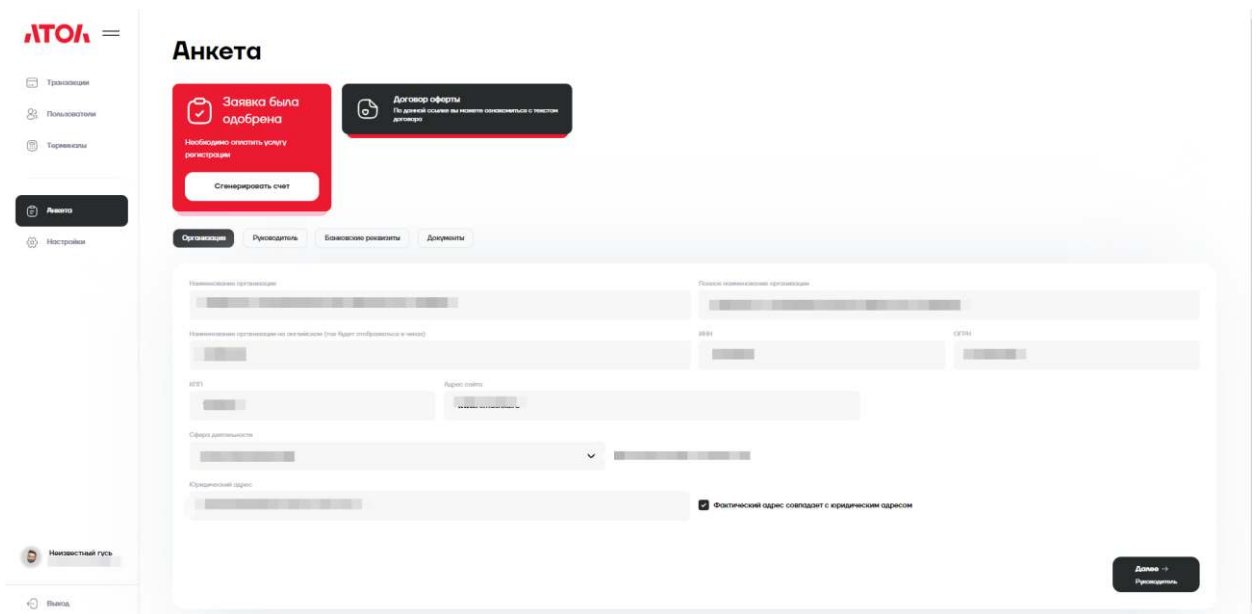 АТОЛ
Транзакции
Пользователи
Терминалы
Анкета
Настройки
Неизвестный гусь
Выход
Анкета
Заявка была
одобрена
Необходимо оплатить услугу
регистрации
Сгенерировать счет
Договор оферты
По данной ссылке вы можете ознакомиться с текстом
договора
Организация
Руководитель
Банковские реквизиты
Документы
Наименование организации
Полное наименование организации
Наименование организации на английском (так будет отображаться в чеках)
ИНН
ОГРН
КПП
Адрес сайта
Сфера деятельности
Юридический адрес
Фактический адрес совпадает с юридическим адресом
Далее →
Руководитель